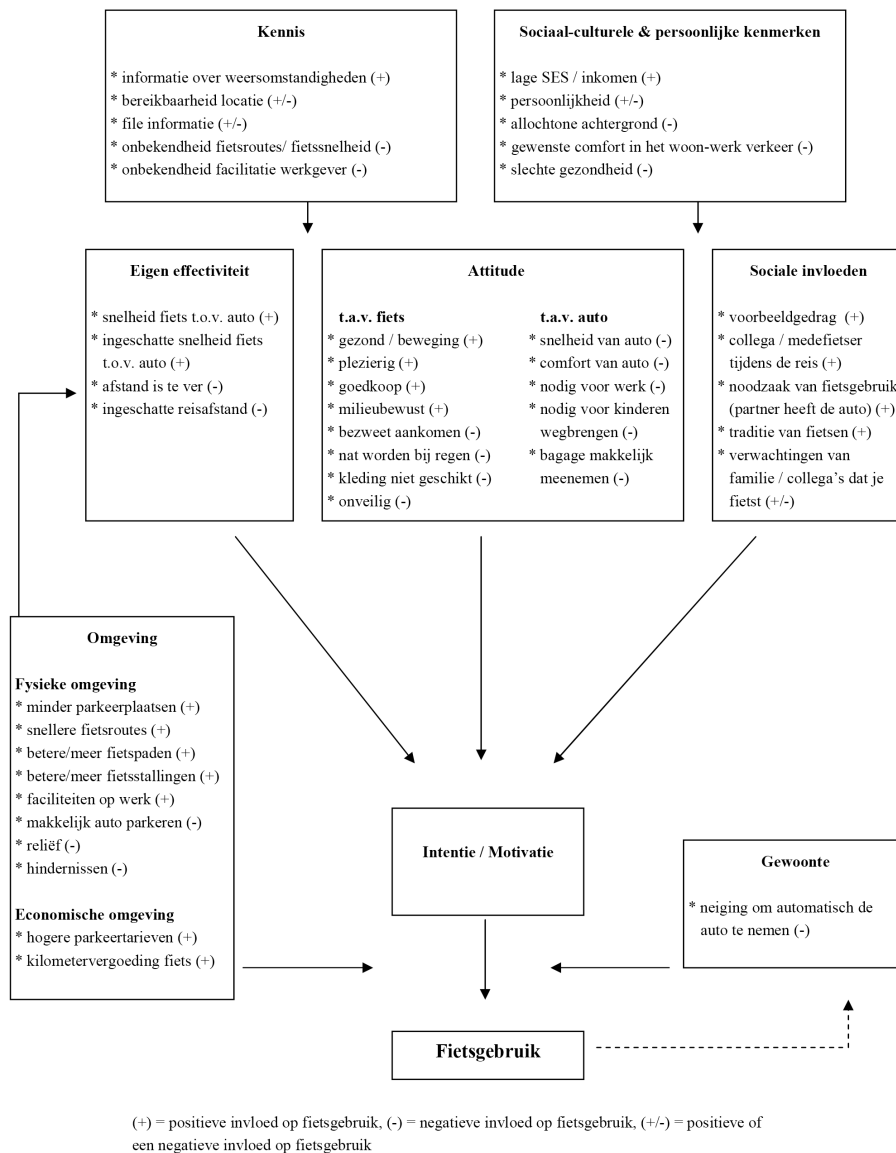 Kennis
* informatie over weersomstandigheden (+)
* bereikbaarheid locatie (+/-)
* file informatie (+/-)
* onbekendheid fietsroutes/ fietssnelheid (-)
* onbekendheid facilitatie werkgever (-)
Sociaal-culturele & persoonlijke kenmerken
* lage SES / inkomen (+)
* persoonlijkheid (+/-)
* allochtone achtergrond (-)
* gewenste comfort in het woon-werk verkeer (-)
* slechte gezondheid (-)
Eigen effectiviteit
* snelheid fiets t.o.v. auto (+)
* ingeschatte snelheid fiets
t.o.v. auto (+)
* afstand is te ver (-)
* ingeschatte reisafstand (-)
Attitude
t.a.v. fiets
* gezond / beweging (+)
* plezierig (+)
* goedkoop (+)
* milieubewust (+)
* bezweet aankomen (-)
* nat worden bij regen (-)
* kleding niet geschikt (-)
* onveilig (-)
t.a.v. auto
* snelheid van auto (-)
* comfort van auto (-)
* nodig voor werk (-)
* nodig voor kinderen
wegbrengen (-)
* bagage makkelijk
meenemen (-)
Sociale invloeden
* voorbeeldgedrag (+)
* collega / medefietser
tijdens de reis (+)
* noodzaak van fietsgebruik
(partner heeft de auto) (+)
* traditie van fietsen (+)
* verwachtingen van
familie / collega's dat je
fietst (+/-)
Omgeving
Fysieke omgeving
* minder parkeerplaatsen (+)
* snellere fietsroutes (+)
* betere/meer fietspaden (+)
* betere/meer fietsstallingen (+)
* faciliteiten op werk (+)
* makkelijk auto parkeren (-)
* reliëf (-)
* hindernissen (-)
Economische omgeving
* hogere parkeertarieven (+)
* kilometervergoeding fiets (+)
Intentie / Motivatie
Gewoonte
* neiging om automatisch de
auto te nemen (-)
Fietsgebruik
(+) = positieve invloed op fietsgebruik, (-) = negatieve invloed op fietsgebruik, (+/-) = positieve of
een negatieve invloed op fietsgebruik